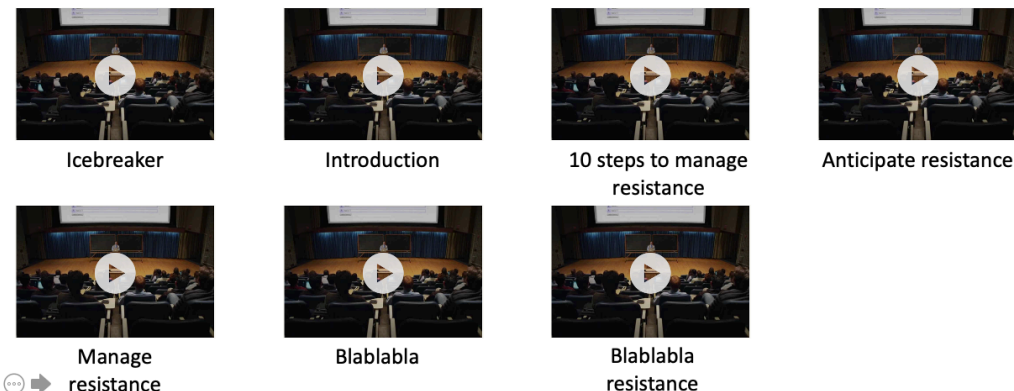 Icebreaker
Introduction
10 steps to manage
resistance
Anticipate resistance
Manage
resistance
Blablabla
Blablabla
resistance